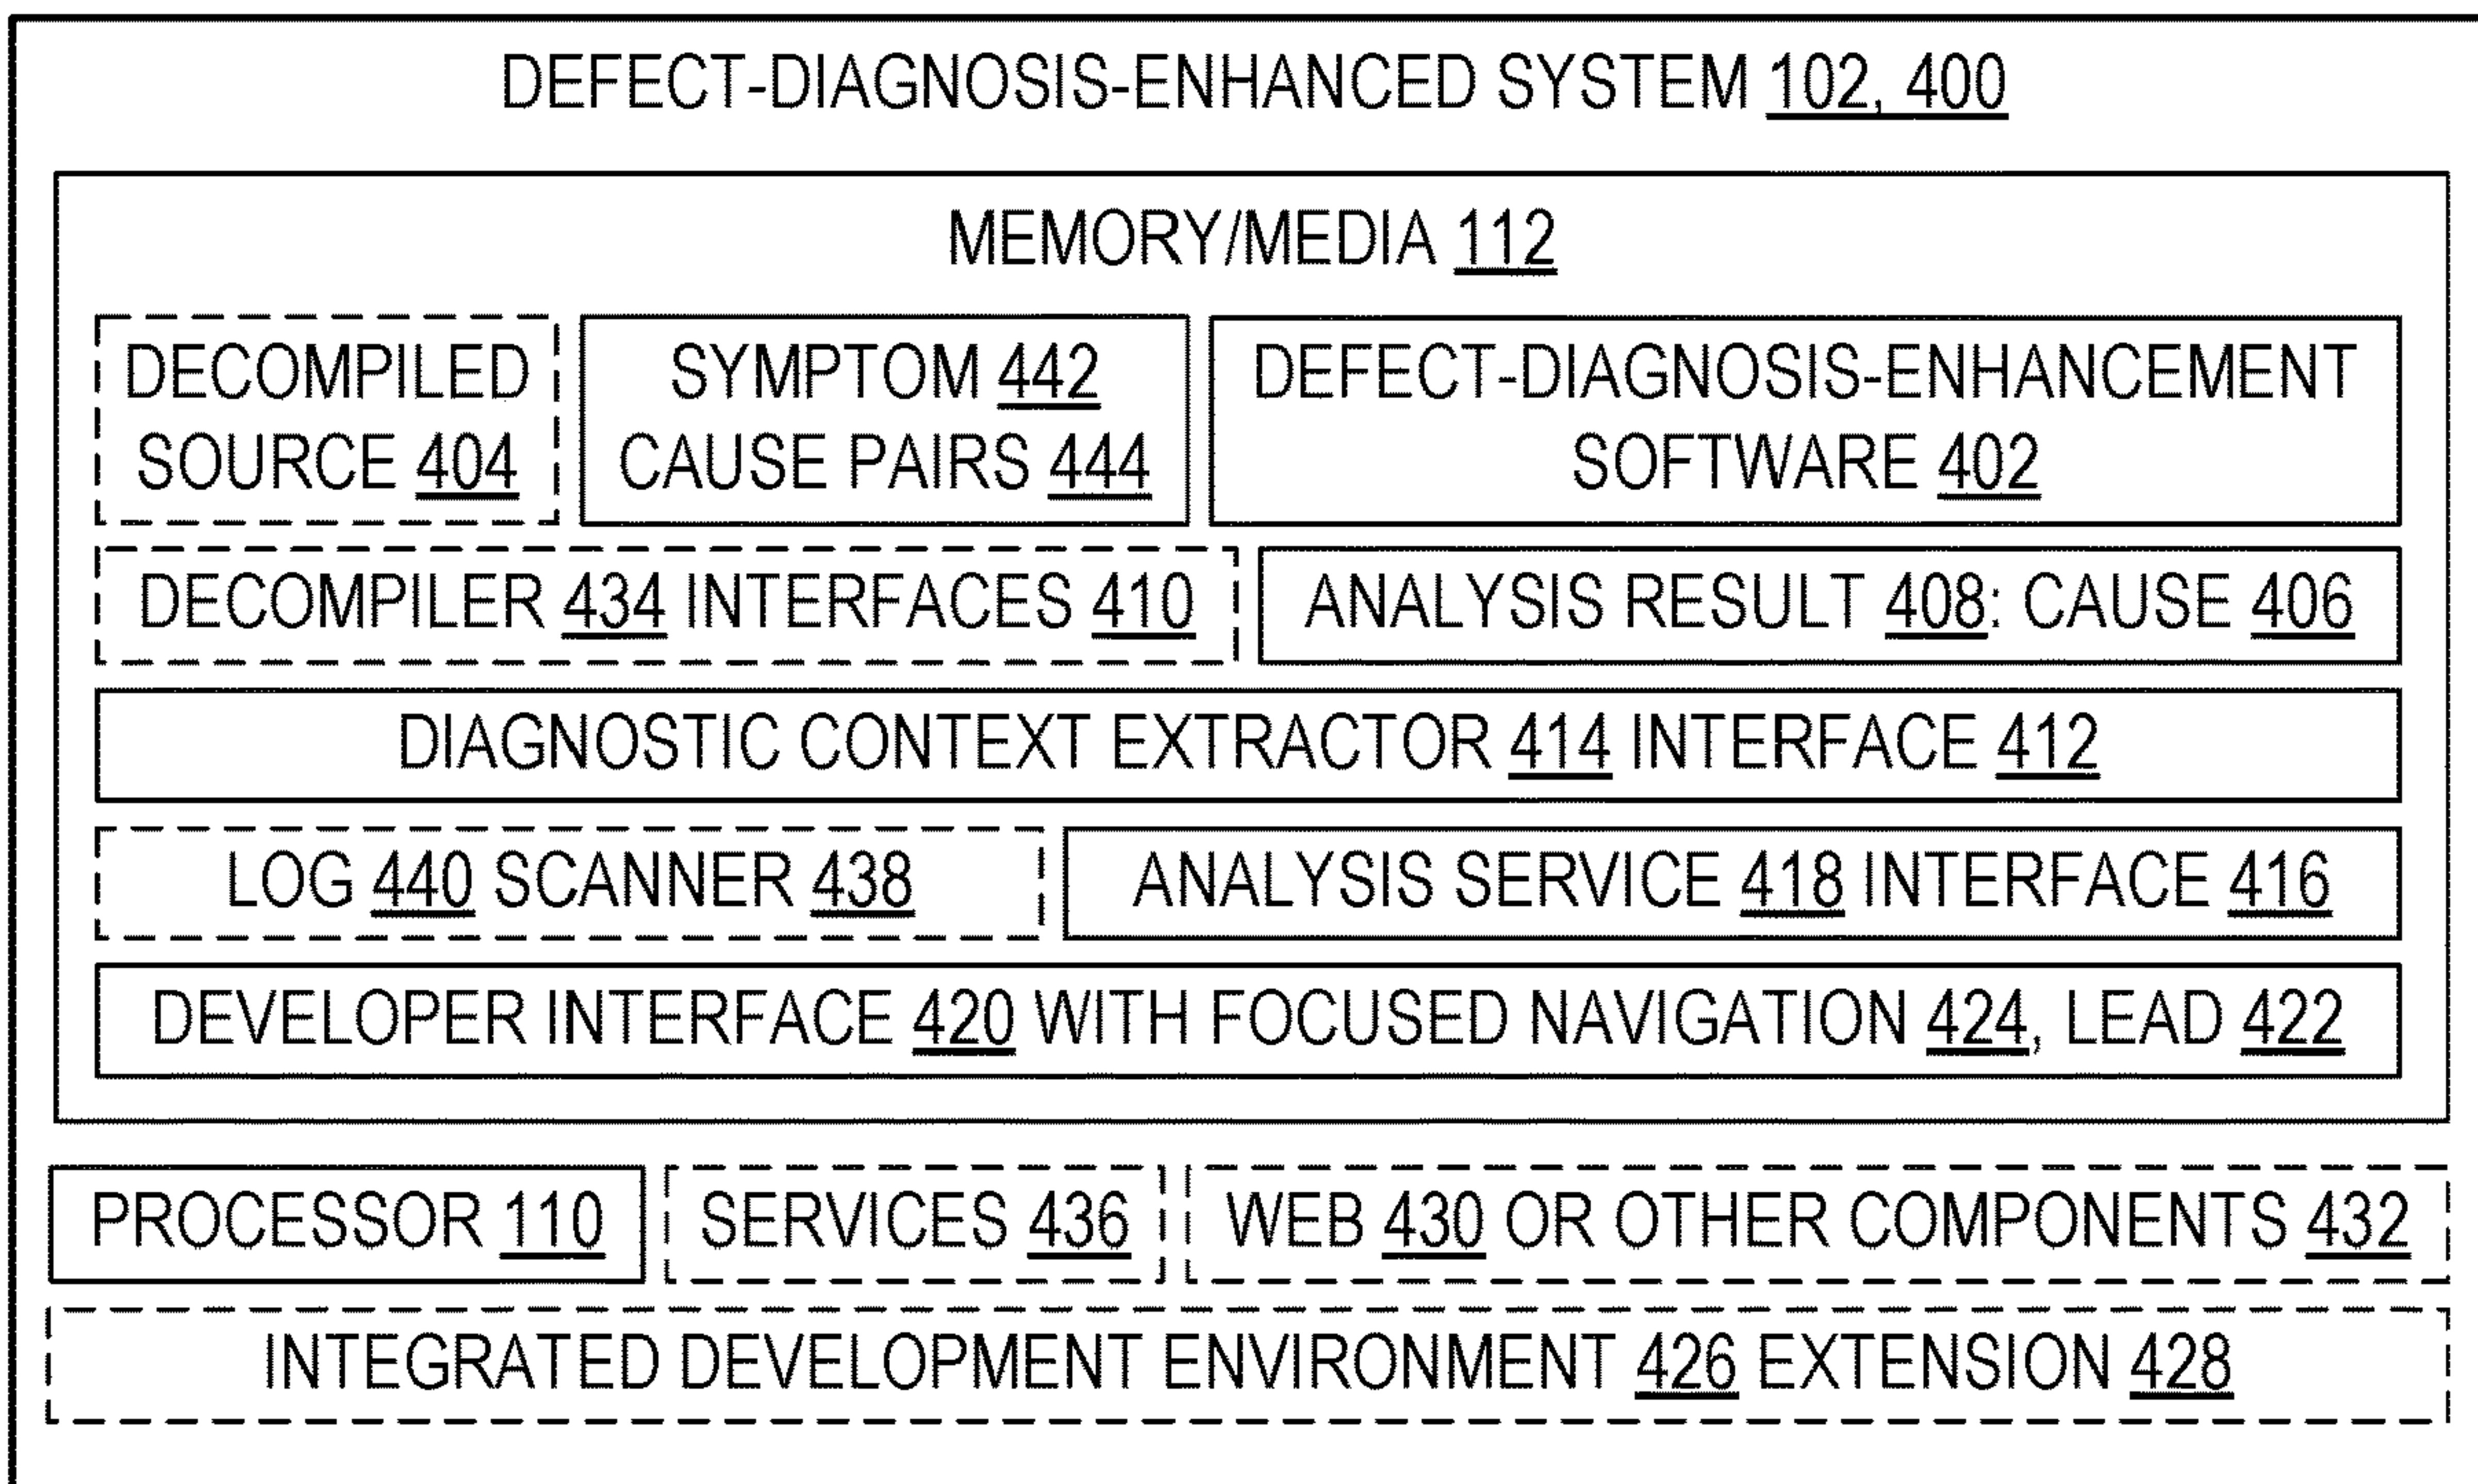 DEFECT-DIAGNOSIS-ENHANCED SYSTEM 102, 400
MEMORY/MEDIA 112
DECOMPILED
SOURCE 404
SYMPTOM 442
CAUSE PAIRS 444
DEFECT-DIAGNOSIS-ENHANCEMENT
SOFTWARE 402
DECOMPILER 434 INTERFACES 410
ANALYSIS RESULT 408: CAUSE 406
DIAGNOSTIC CONTEXT EXTRACTOR 414 INTERFACE 412
LOG 440 SCANNER 438
ANALYSIS SERVICE 418 INTERFACE 416
DEVELOPER INTERFACE 420 WITH FOCUSED NAVIGATION 424, LEAD 422
PROCESSOR 110
SERVICES 436
WEB 430 OR OTHER COMPONENTS 432
INTEGRATED DEVELOPMENT ENVIRONMENT 426 EXTENSION 428